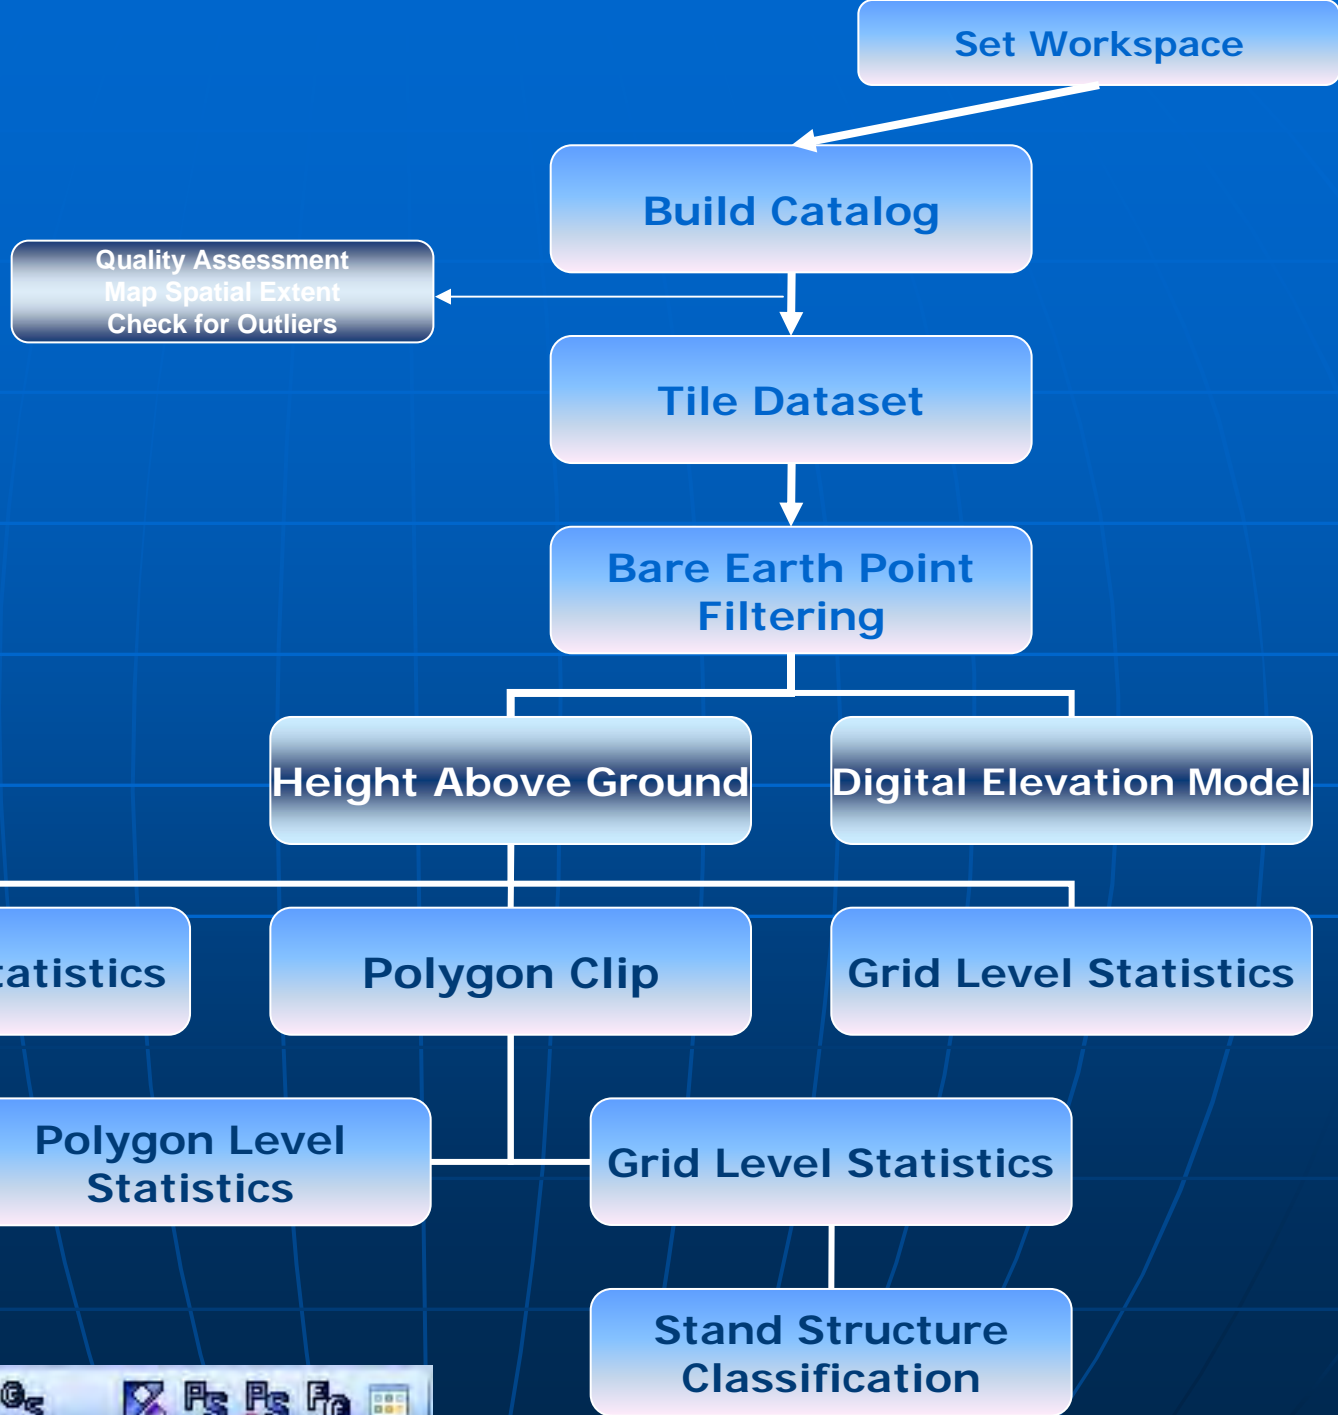 Set Workspace
Build Catalog
Quality Assessment
Map Spatial Extent
Check for Outliers
Tile Dataset
Bare Earth Point
Filtering
Height Above Ground
Digital Elevation Model
Polygon Clip
Grid Level Statistics
Polygon Level
Statistics
Grid Level Statistics
Stand Structure
Classification